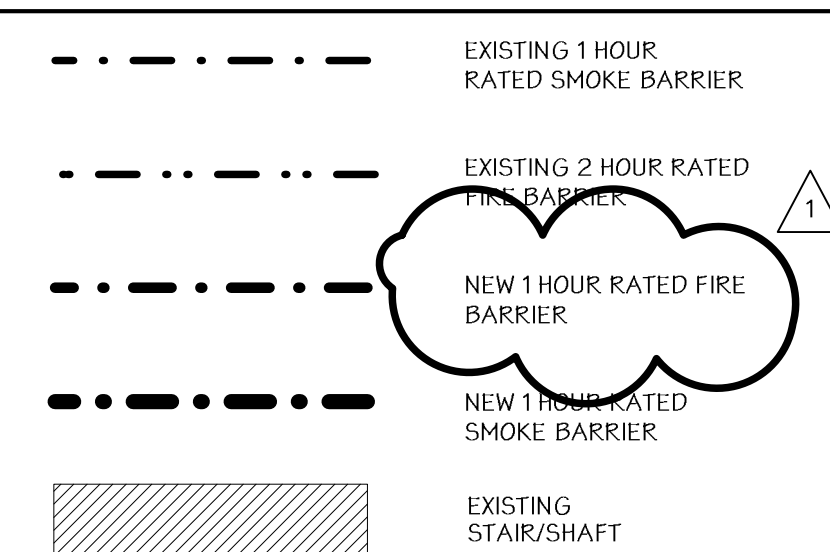 EXISTING 1 HOUR
RATED SMOKE BARRIER
EXISTING 2 HOUR RATED
FIRE BARRIER
1
NEW 1 HOUR RATED FIRE
BARRIER
NEW 1 HOUR RATED
SMOKE BARRIER
EXISTING
STAIR/SHAFT